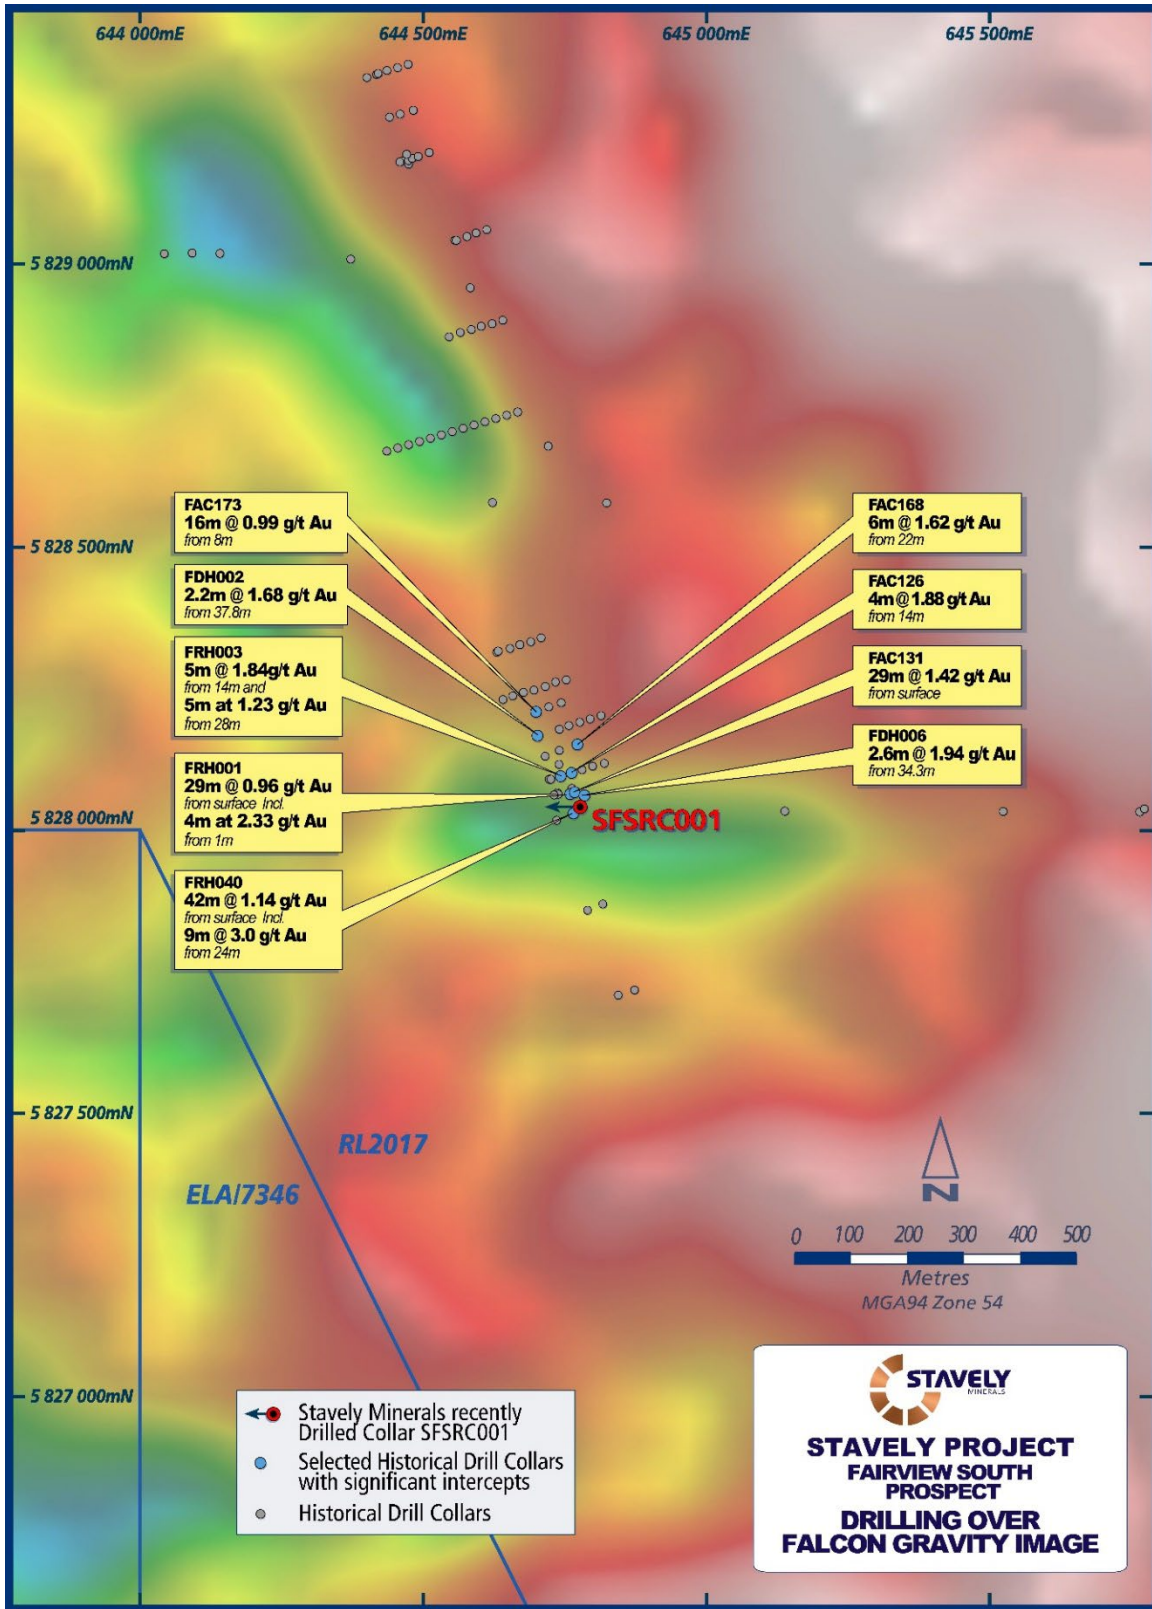 644 000mE
644 500mE
645 000mE
645 500mE
5 829 000mN
FAC173
16m @ 0.99 g/t Au
from 8m
FAC168
6m @ 1.62 g/t Au
from 22m
5 828 500mN
FDH002
2.2m @ 1.68 g/t Au
from 37.8m
FAC126
4m @ 1.88 g/t Au
from 14m
FRH003
5m @ 1.84g/t Au
from 14m and
5m at 1.23 g/t Au
from 28m
FAC131
29m @ 1.42 g/t Au
from surface
FDH006
2.6m @ 1.94 g/t Au
from 34.3m
FRH001
29m @ 0.96 g/t Au
from surface Incl.
4m at 2.33 g/t Au
from 1m
SFSRC001
5 828 000mN
FRH040
42m @ 1.14 g/t Au
from surface Incl.
9m @ 3.0 g/t Au
from 24m
5 827 500mN
RL2017
ELA/7346
N
0 100 200 300 400 500
Metres
MGA94 Zone 54
5 827 000mN
Stavely Minerals recently
Drilled Collar SFSRC001
Selected Historical Drill Collars
with significant intercepts
Historical Drill Collars
STAVELY
MINERALS
STAVELY PROJECT
FAIRVIEW SOUTH
PROSPECT
DRILLING OVER
FALCON GRAVITY IMAGE